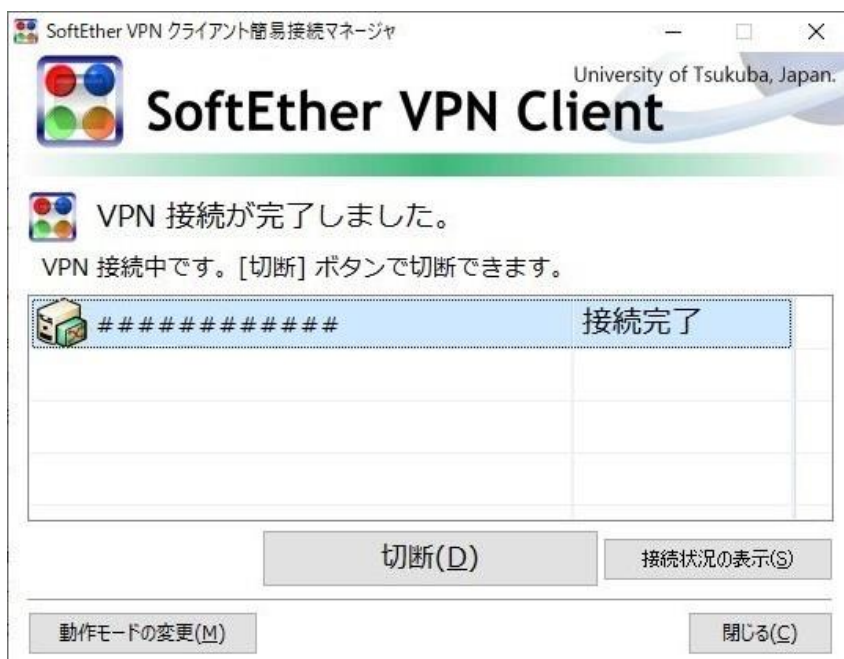 SoftEther VPN クライアント簡易接続マネージャ
University of Tsukuba, Japan.
SoftEther VPN Client
VPN 接続が完了しました。
VPN 接続中です。[切断] ボタンで切断できます。
############ 接続完了
切断(D) 接続状況の表示(S)
動作モードの変更(M) 閉じる(C)